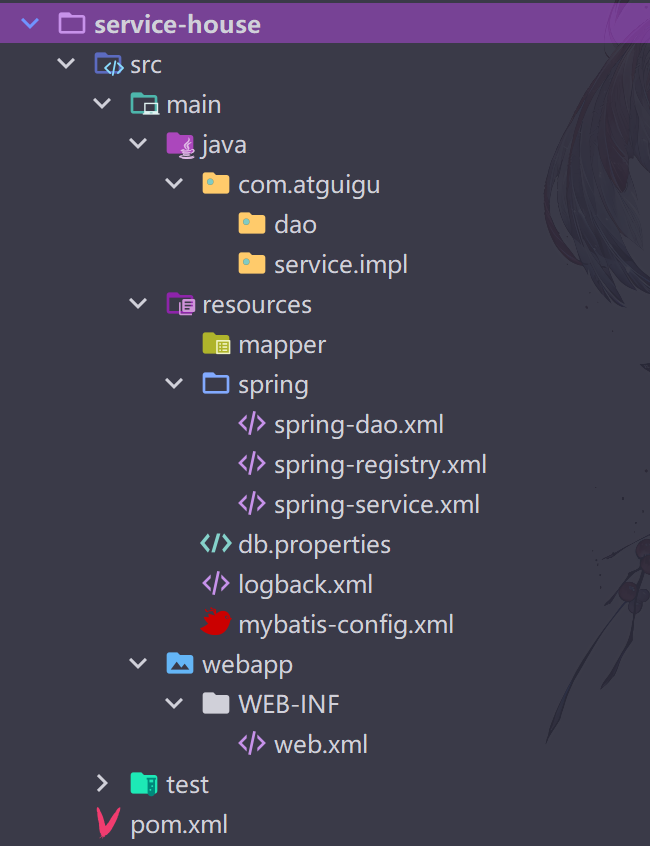 service-house
src
main
java
com.atguigu
dao
service.impl
resources
mapper
spring
spring-dao.xml
spring-registry.xml
spring-service.xml
db.properties
logback.xml
mybatis-config.xml
webapp
WEB-INF
web.xml
test
pom.xml